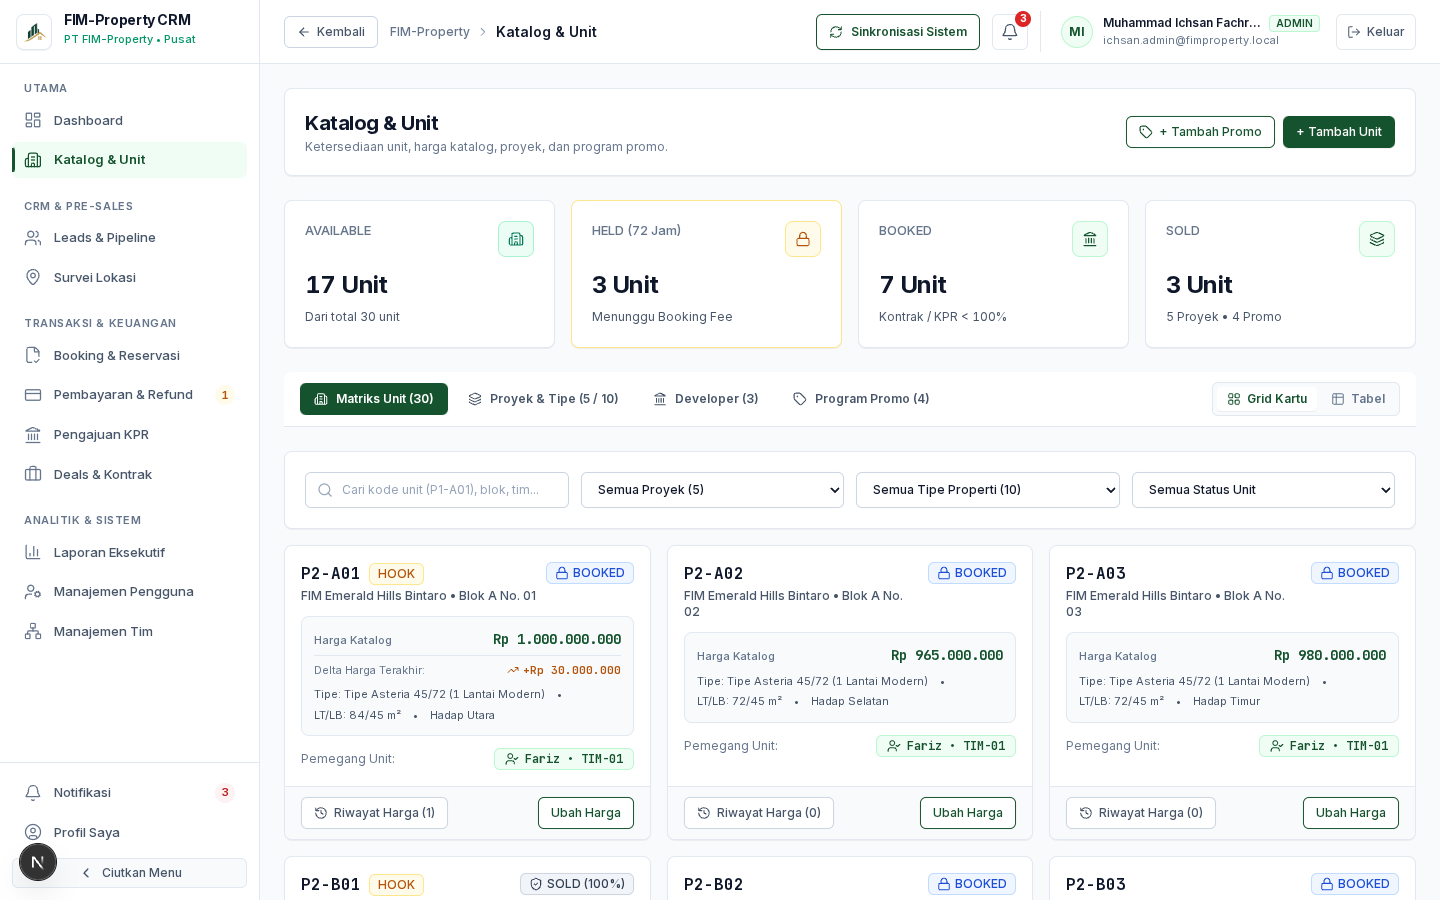 FIM-Property CRM
PT FIM-Property • Pusat
Kembali
FIM-Property
Katalog & Unit
Sinkronisasi Sistem
3
MI
Muhammad Ichsan Fachr...
ADMIN
ichsan.admin@fimproperty.local
Keluar
UTAMA
Dashboard
Katalog & Unit
CRM & PRE-SALES
Leads & Pipeline
Survei Lokasi
TRANSAKSI & KEUANGAN
Booking & Reservasi
Pembayaran & Refund 1
Pengajuan KPR
Deals & Kontrak
ANALITIK & SISTEM
Laporan Eksekutif
Manajemen Pengguna
Manajemen Tim
Notifikasi 3
Profil Saya
N
Ciutkan Menu
Katalog & Unit
Ketersediaan unit, harga katalog, proyek, dan program promo.
+ Tambah Promo
+ Tambah Unit
AVAILABLE
17 Unit
Dari total 30 unit
HELD (72 Jam)
3 Unit
Menunggu Booking Fee
BOOKED
7 Unit
Kontrak / KPR < 100%
SOLD
3 Unit
5 Proyek • 4 Promo
Matriks Unit (30)
Proyek & Tipe (5 / 10)
Developer (3)
Program Promo (4)
Grid Kartu
Tabel
Cari kode unit (P1-A01), blok, tim...
Semua Proyek (5)
Semua Tipe Properti (10)
Semua Status Unit
P2-A01 HOOK BOOKED
FIM Emerald Hills Bintaro • Blok A No. 01
Harga Katalog Rp 1.000.000.000
Delta Harga Terakhir: +Rp 30.000.000
Tipe: Tipe Asteria 45/72 (1 Lantai Modern) •
LT/LB: 84/45 m² • Hadap Utara
Pemegang Unit: Fariz • TIM-01
Riwayat Harga (1) Ubah Harga
P2-A02 BOOKED
FIM Emerald Hills Bintaro • Blok A No.
02
Harga Katalog Rp 965.000.000
Tipe: Tipe Asteria 45/72 (1 Lantai Modern) •
LT/LB: 72/45 m² • Hadap Selatan
Pemegang Unit: Fariz • TIM-01
Riwayat Harga (0) Ubah Harga
P2-A03 BOOKED
FIM Emerald Hills Bintaro • Blok A No.
03
Harga Katalog Rp 980.000.000
Tipe: Tipe Asteria 45/72 (1 Lantai Modern) •
LT/LB: 72/45 m² • Hadap Timur
Pemegang Unit: Fariz • TIM-01
Riwayat Harga (0) Ubah Harga
P2-B01 HOOK SOLD (100%)
P2-B02 BOOKED
P2-B03 BOOKED